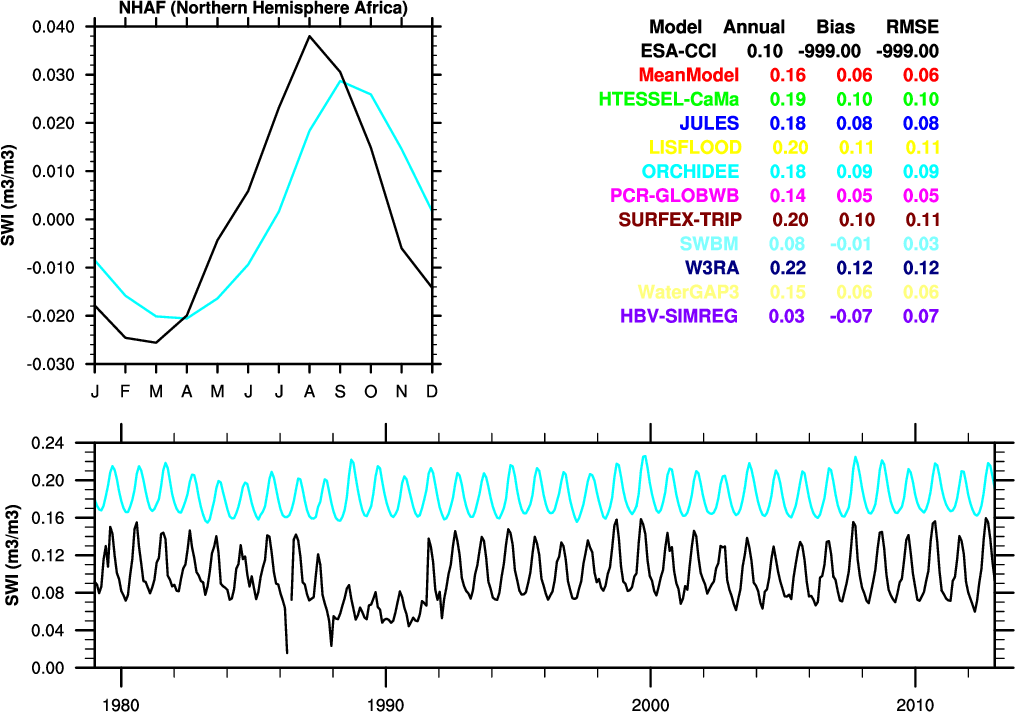 NHAF (Northern Hemisphere Africa)
0.040
0.030
0.020
0.010
0.000
-0.010
-0.020
-0.030
SWI (m3/m3)
J F M A M J J A S O N D
Model Annual Bias RMSE
ESA-CCI 0.10 -999.00 -999.00
MeanModel 0.16 0.06 0.06
HTESSEL-CaMa 0.19 0.10 0.10
JULES 0.18 0.08 0.08
LISFLOOD 0.20 0.11 0.11
ORCHIDEE 0.18 0.09 0.09
PCR-GLOBWB 0.14 0.05 0.05
SURFEX-TRIP 0.20 0.10 0.11
SWBM 0.08 -0.01 0.03
W3RA 0.22 0.12 0.12
WaterGAP3 0.15 0.06 0.06
HBV-SIMREG 0.03 -0.07 0.07
0.24
0.20
0.16
0.12
0.08
0.04
0.00
SWI (m3/m3)
1980 1990 2000 2010